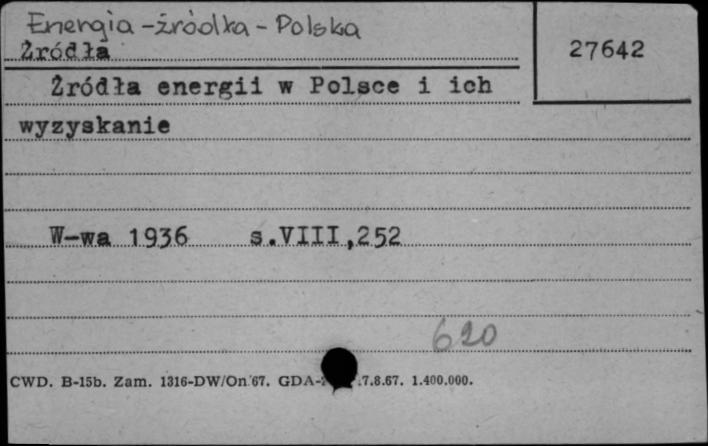 Energia - źródła - Polska
Źródła
27642
Źródła energii w Polsce i ich
wyzyskanie
W-wa 1936 s.VIII,252
620
CWD. B-15b. Zam. 1316-DW/On/67. GDA- .7.8.67. 1.400.000.